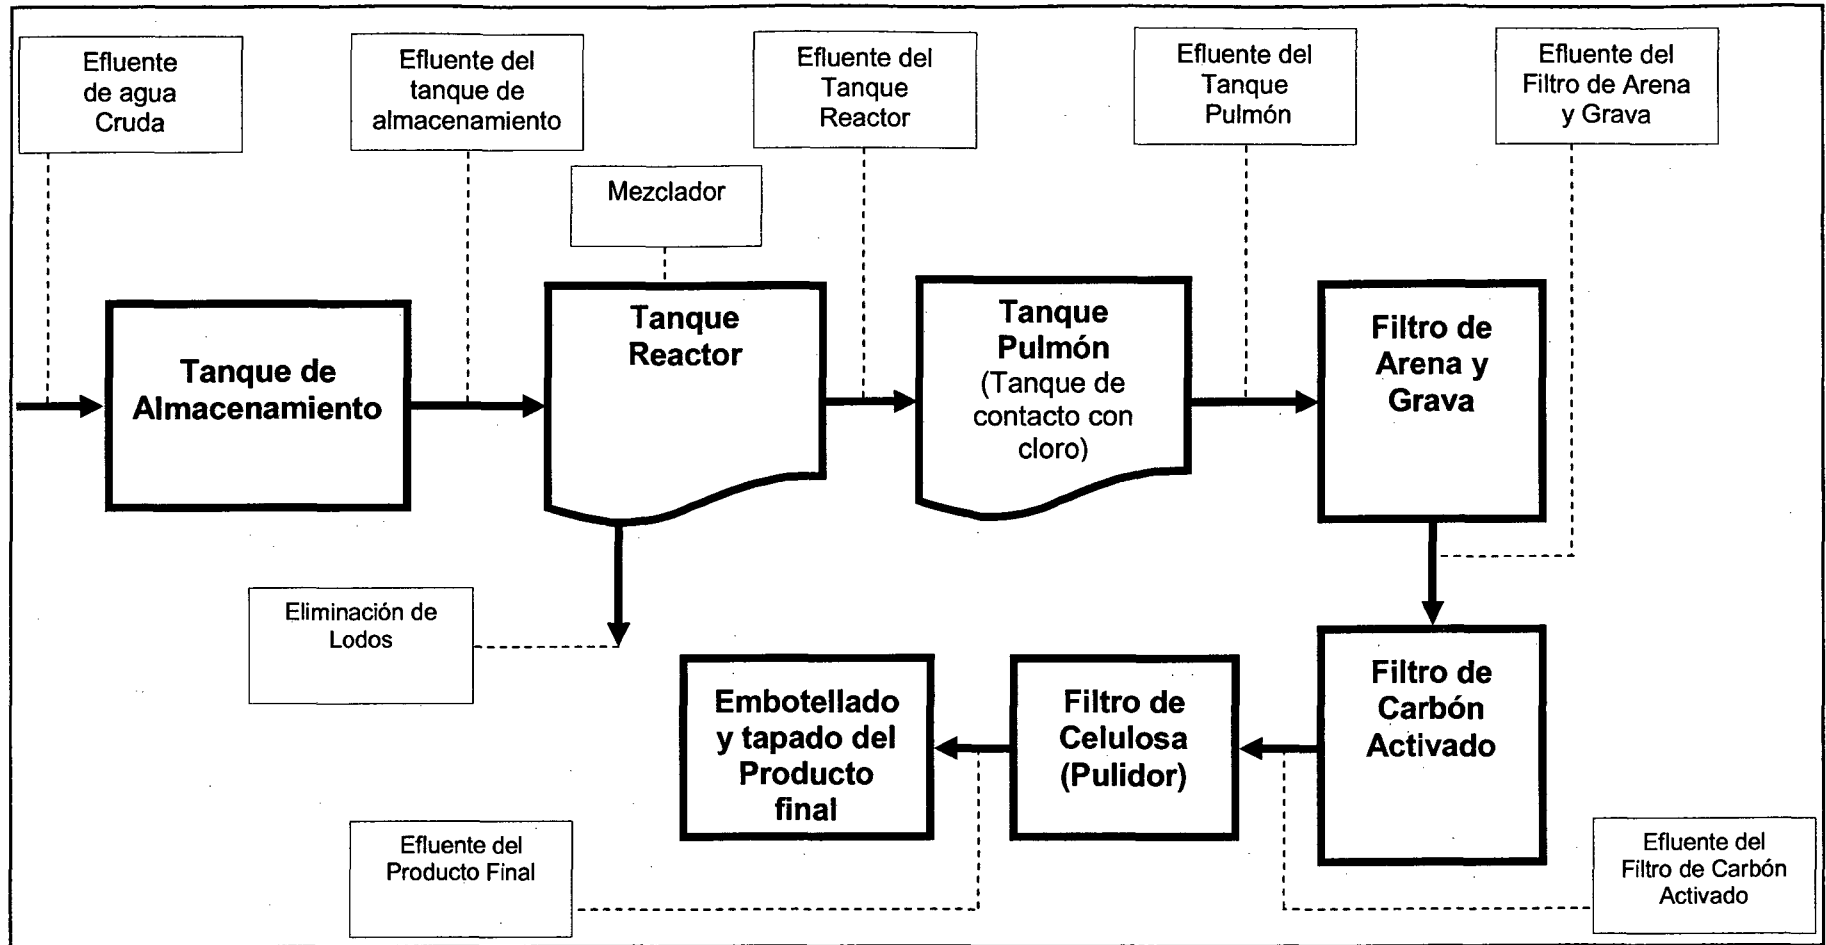 Efluente
de agua
Cruda
Efluente del
tanque de
almacenamiento
Efluente del
Tanque
Reactor
Efluente del
Tanque
Pulmón
Efluente del
Filtro de Arena
y Grava
Mezclador
Tanque de
Almacenamiento
Tanque
Reactor
Tanque
Pulmón
(Tanque de
contacto con
cloro)
Filtro de
Arena y
Grava
Eliminación de
Lodos
Embotellado
y tapado del
Producto
final
Filtro de
Celulosa
(Pulidor)
Filtro de
Carbón
Activado
Efluente del
Producto Final
Efluente del
Filtro de Carbón
Activado